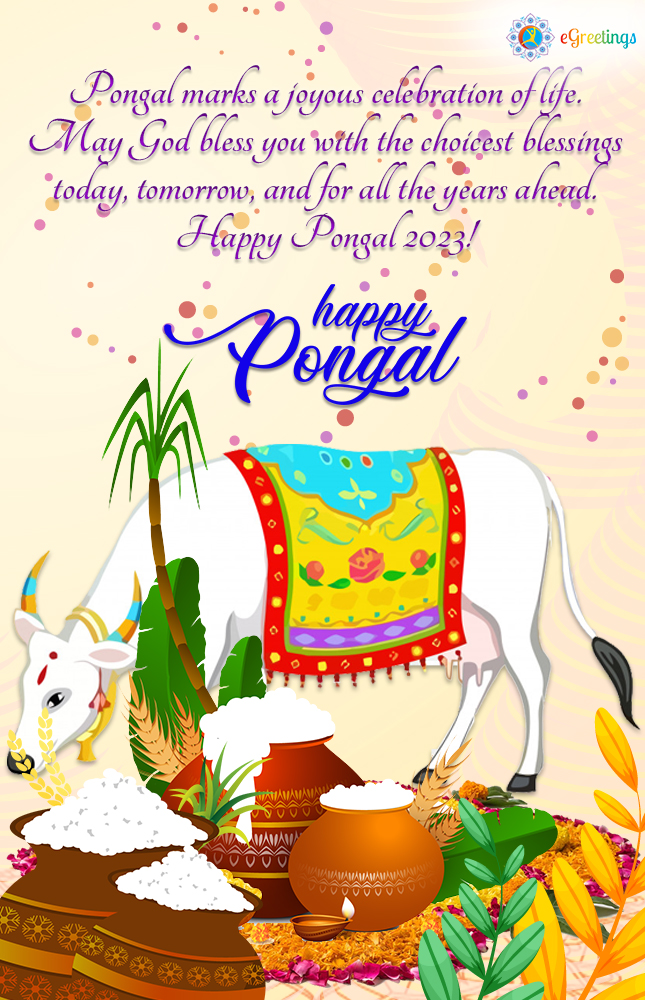 eGreetings
Pongal marks a joyous celebration of life.
May God bless you with the choicest blessings
today, tomorrow, and for all the years ahead.
Happy Pongal 2023!
happy
Pongal